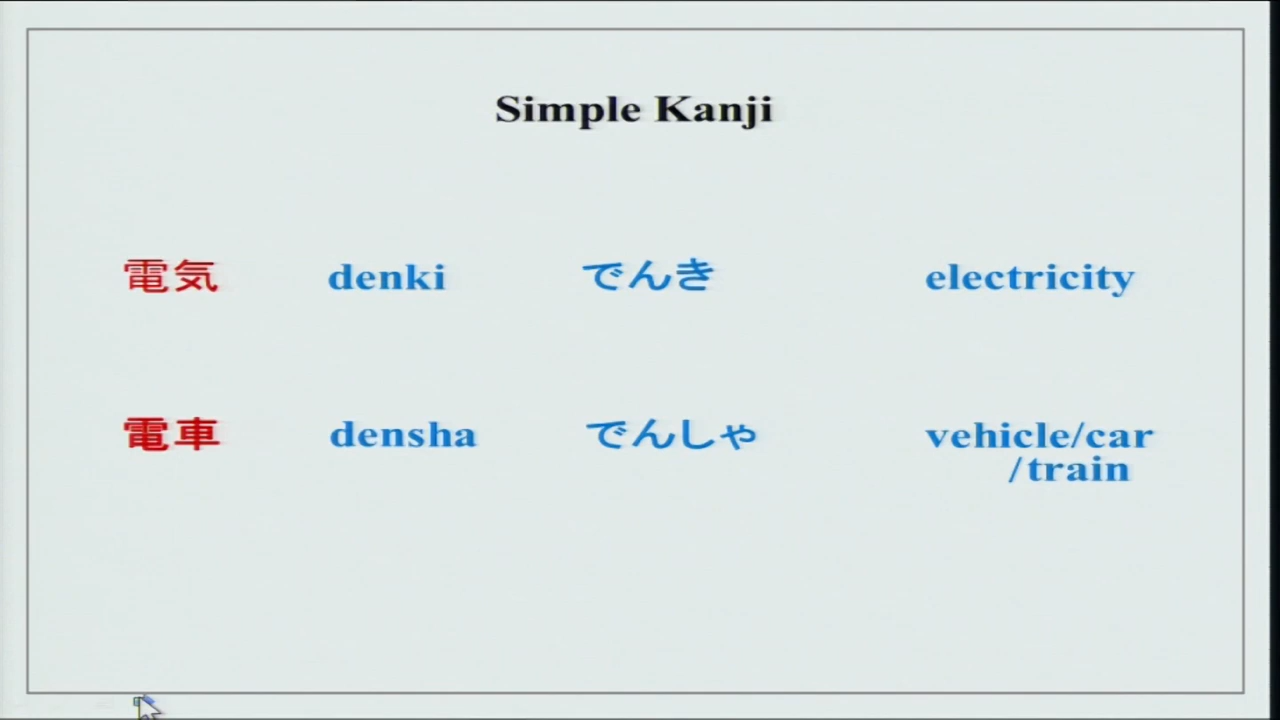 Simple Kanji
電気 denki でんき electricity
電車 densha でんしゃ vehicle/car
/train